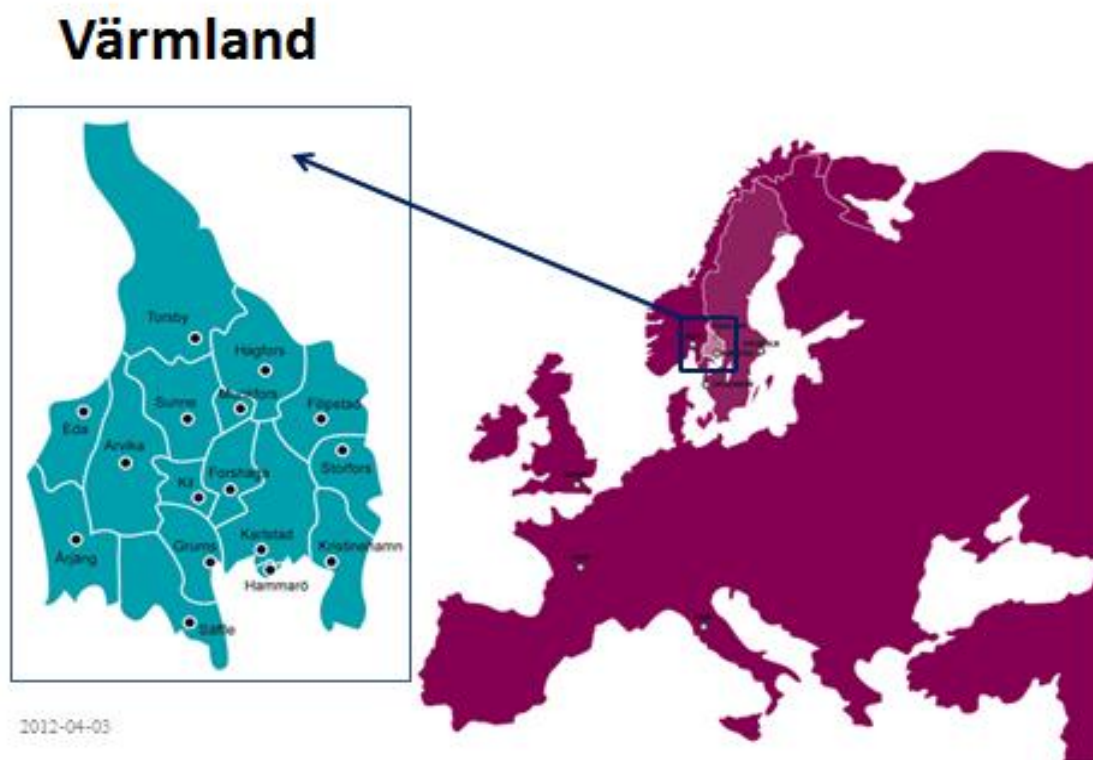 Värmland
Torsby
Hagfors
Munkfors
Sunne
Filipstad
Eda
Arvika
Storfors
Kil
Forshaga
Årjäng
Grums
Karlstad
Kristinehamn
Hammarö
Säffle
2012-04-03